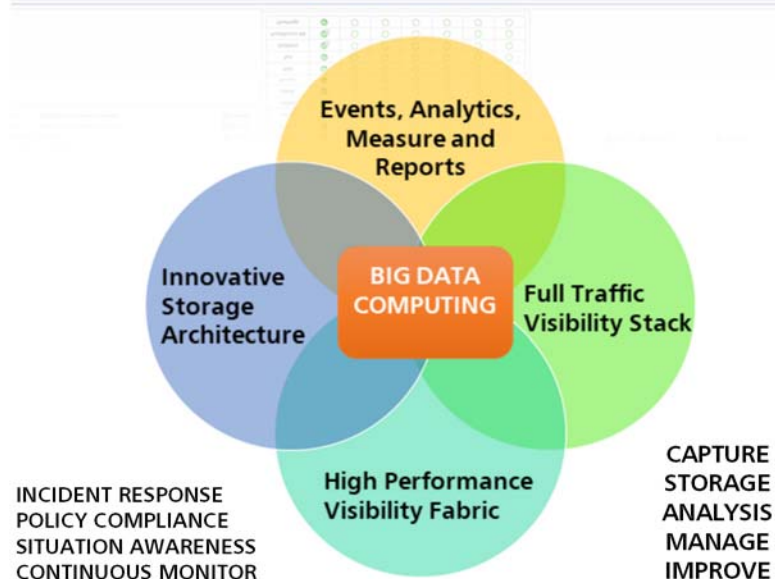 Events, Analytics,
Measure and
Reports
Innovative
Storage
Architecture
BIG DATA
COMPUTING
Full Traffic
Visibility Stack
High Performance
Visibility Fabric
INCIDENT RESPONSE
POLICY COMPLIANCE
SITUATION AWARENESS
CONTINUOUS MONITOR
CAPTURE
STORAGE
ANALYSIS
MANAGE
IMPROVE